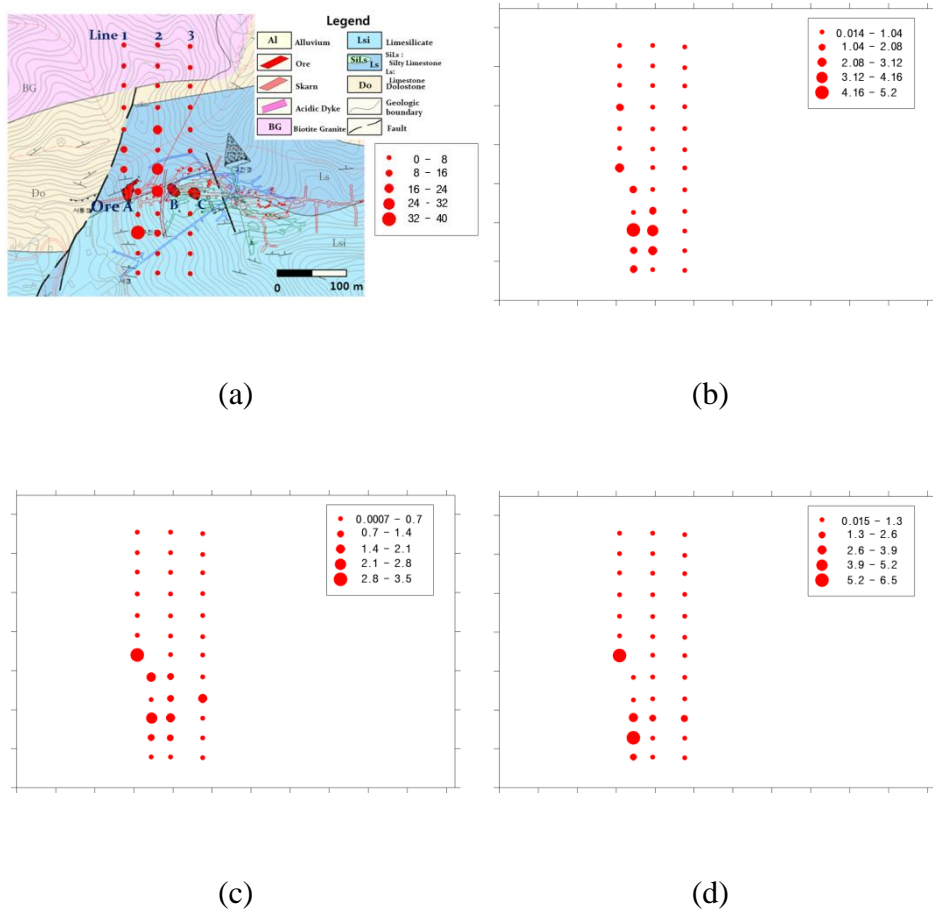 Legend
Line 1 2 3
Al Alluvium
Lsi Limesilicate
Ore
SiLs Ls
SiLs :
Silty Limestone
Ls:
Limestone
Skarn
Do Dolostone
Acidic Dyke
Geologic
boundary
BG Biotite Granite
Fault
BG
Do
Ls
Lsi
Ore A B C
0 - 8
8 - 16
16 - 24
24 - 32
32 - 40
0 100 m
(a)
0.014 - 1.04
1.04 - 2.08
2.08 - 3.12
3.12 - 4.16
4.16 - 5.2
(b)
0.0007 - 0.7
0.7 - 1.4
1.4 - 2.1
2.1 - 2.8
2.8 - 3.5
(c)
0.015 - 1.3
1.3 - 2.6
2.6 - 3.9
3.9 - 5.2
5.2 - 6.5
(d)